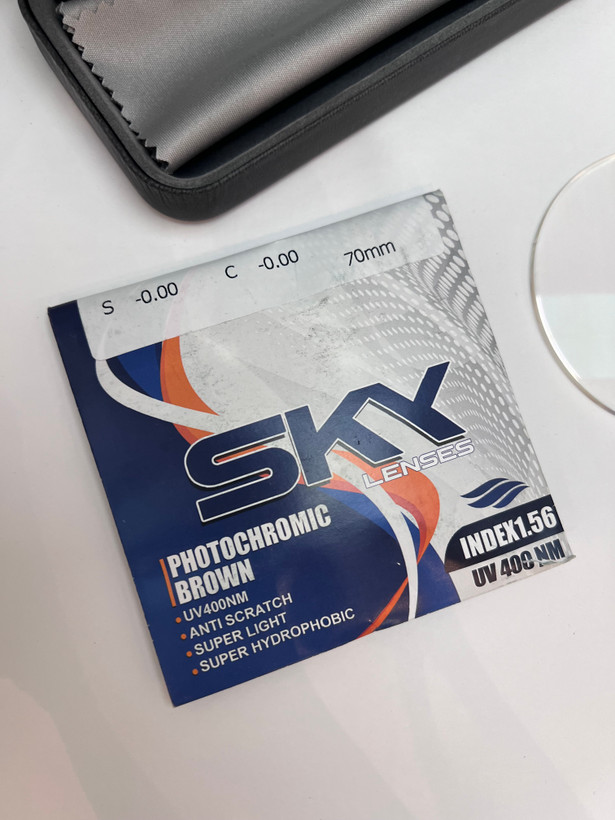 S -0.00 C -0.00 70mm
SKY
LENSES
PHOTOCHROMIC
BROWN
• UV400NM
• ANTI SCRATCH
• SUPER LIGHT
• SUPER HYDROPHOBIC
INDEX1.56
UV 400 NM